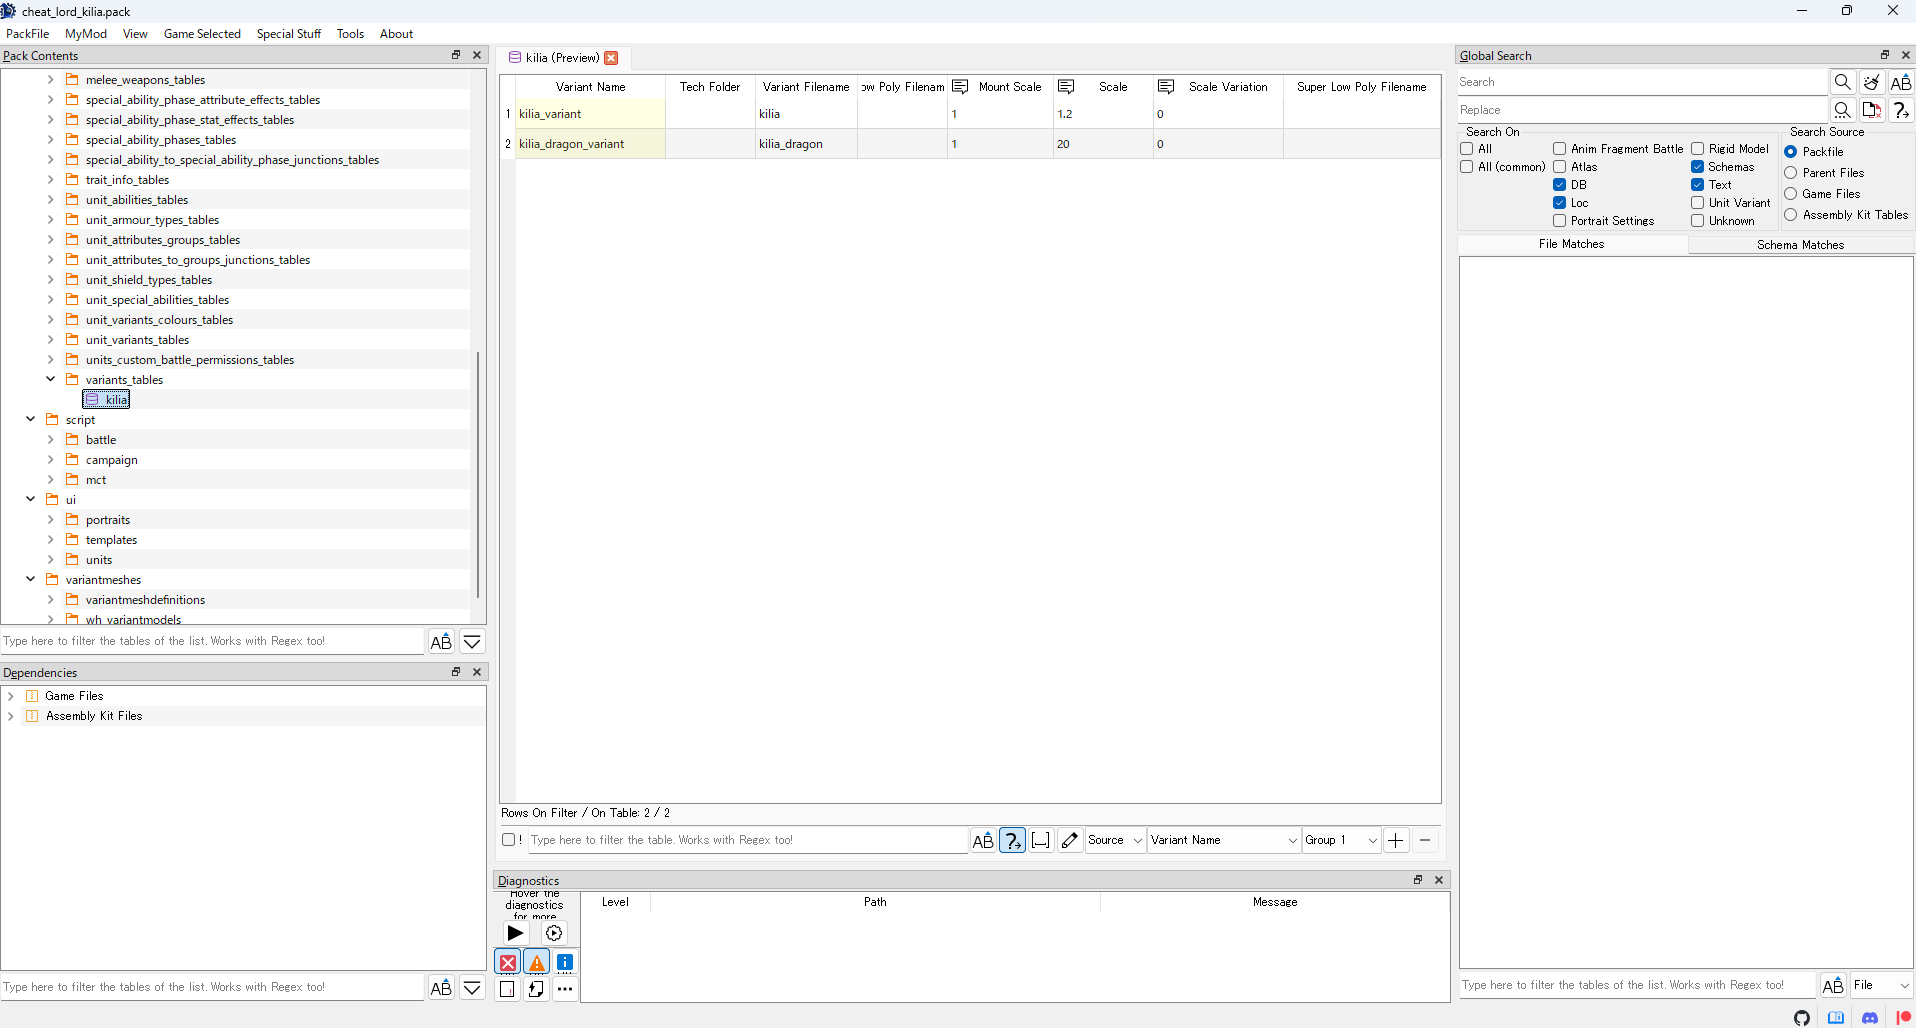 cheat_lord_kilia.pack
PackFile MyMod View Game Selected Special Stuff Tools About
Pack Contents
melee_weapons_tables
special_ability_phase_attribute_effects_tables
special_ability_phase_stat_effects_tables
special_ability_phases_tables
special_ability_to_special_ability_phase_junctions_tables
trait_info_tables
unit_abilities_tables
unit_armour_types_tables
unit_attributes_groups_tables
unit_attributes_to_groups_junctions_tables
unit_shield_types_tables
unit_special_abilities_tables
unit_variants_colours_tables
unit_variants_tables
units_custom_battle_permissions_tables
variants_tables
kilia
script
battle
campaign
mct
ui
portraits
templates
units
variantmeshes
variantmeshdefinitions
wh_variantmodels
Type here to filter the tables of the list. Works with Regex too!
AB
Dependencies
Game Files
Assembly Kit Files
Type here to filter the tables of the list. Works with Regex too!
AB
kilia (Preview)
Variant Name Tech Folder Variant Filename ow Poly Filenam Mount Scale Scale Scale Variation Super Low Poly Filename
1 kilia_variant kilia 1 1.2 0
2 kilia_dragon_variant kilia_dragon 1 20 0
Rows On Filter / On Table: 2 / 2
! Type here to filter the table. Works with Regex too! AB Source Variant Name Group 1
Diagnostics
Hover the
diagnostics
for more
Level Path Message
Global Search
Search
AB
Replace
Search On
All
All (common)
Anim Fragment Battle
Atlas
DB
Loc
Portrait Settings
Rigid Model
Schemas
Text
Unit Variant
Unknown
Search Source
Packfile
Parent Files
Game Files
Assembly Kit Tables
File Matches Schema Matches
Type here to filter the tables of the list. Works with Regex too! AB File